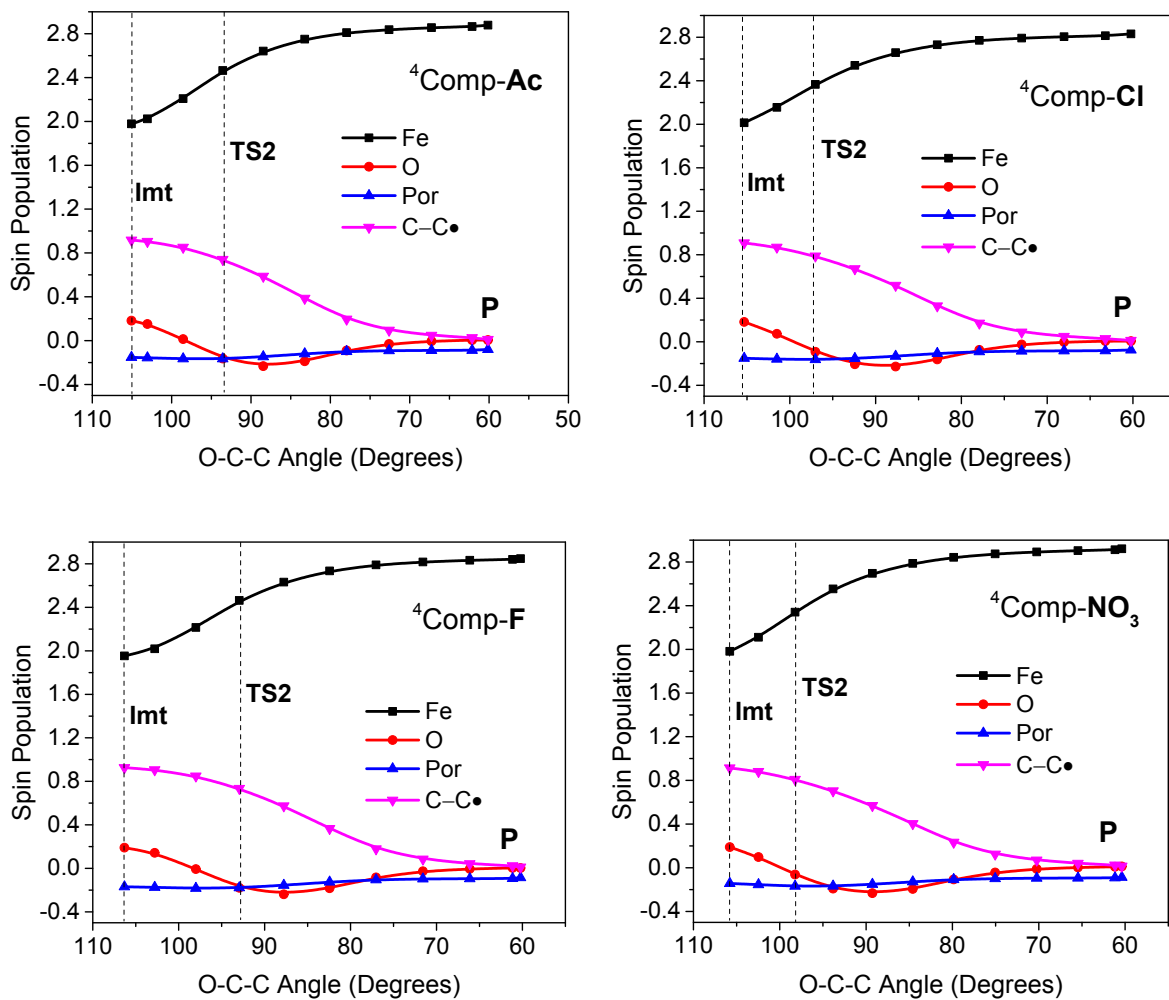 2.8
2.4
2.0
1.6
1.2
0.8
0.4
0.0
-0.4
Spin Population
⁴Comp-Ac
TS2
Imt
Fe
O
Por
C–C●
P
110 100 90 80 70 60 50
O-C-C Angle (Degrees)
2.8
2.4
2.0
1.6
1.2
0.8
0.4
0.0
-0.4
Spin Population
⁴Comp-Cl
TS2
Imt
Fe
O
Por
C–C●
P
110 100 90 80 70 60
O-C-C Angle (Degrees)
2.8
2.4
2.0
1.6
1.2
0.8
0.4
0.0
-0.4
Spin Population
⁴Comp-F
TS2
Imt
Fe
O
Por
C–C●
P
110 100 90 80 70 60
O-C-C Angle (Degrees)
2.8
2.4
2.0
1.6
1.2
0.8
0.4
0.0
-0.4
Spin Population
⁴Comp-NO₃
TS2
Imt
Fe
O
Por
C–C●
P
110 100 90 80 70 60
O-C-C Angle (Degrees)